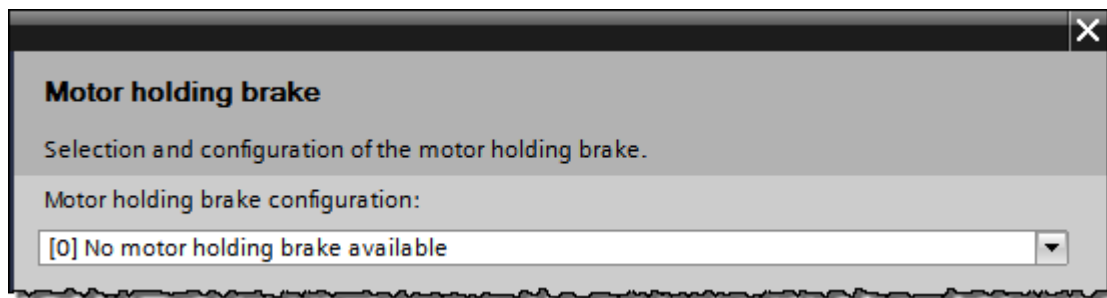 Motor holding brake
Selection and configuration of the motor holding brake.
Motor holding brake configuration:
[0] No motor holding brake available